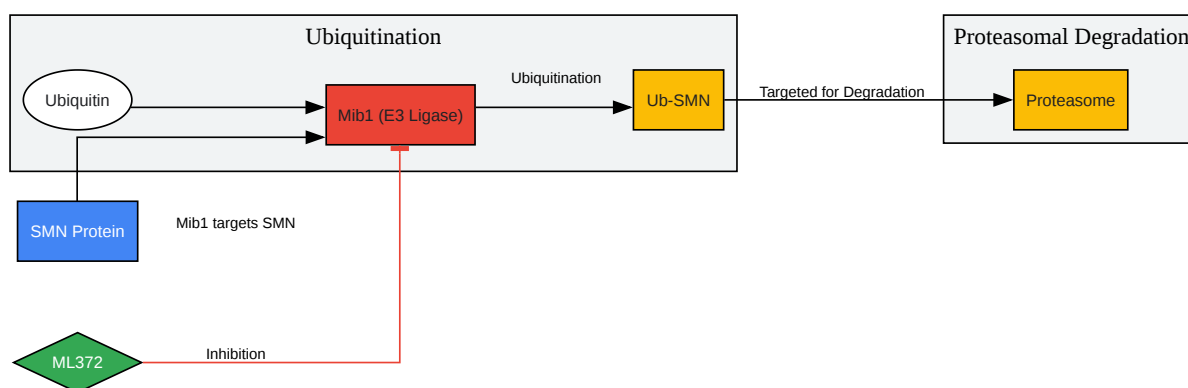 Ubiquitination
Proteasomal Degradation
Ubiquitination
Ubiquitin
Mib1 (E3 Ligase)
Ub-SMN
Targeted for Degradation
Proteasome
SMN Protein
Mib1 targets SMN
ML372
Inhibition